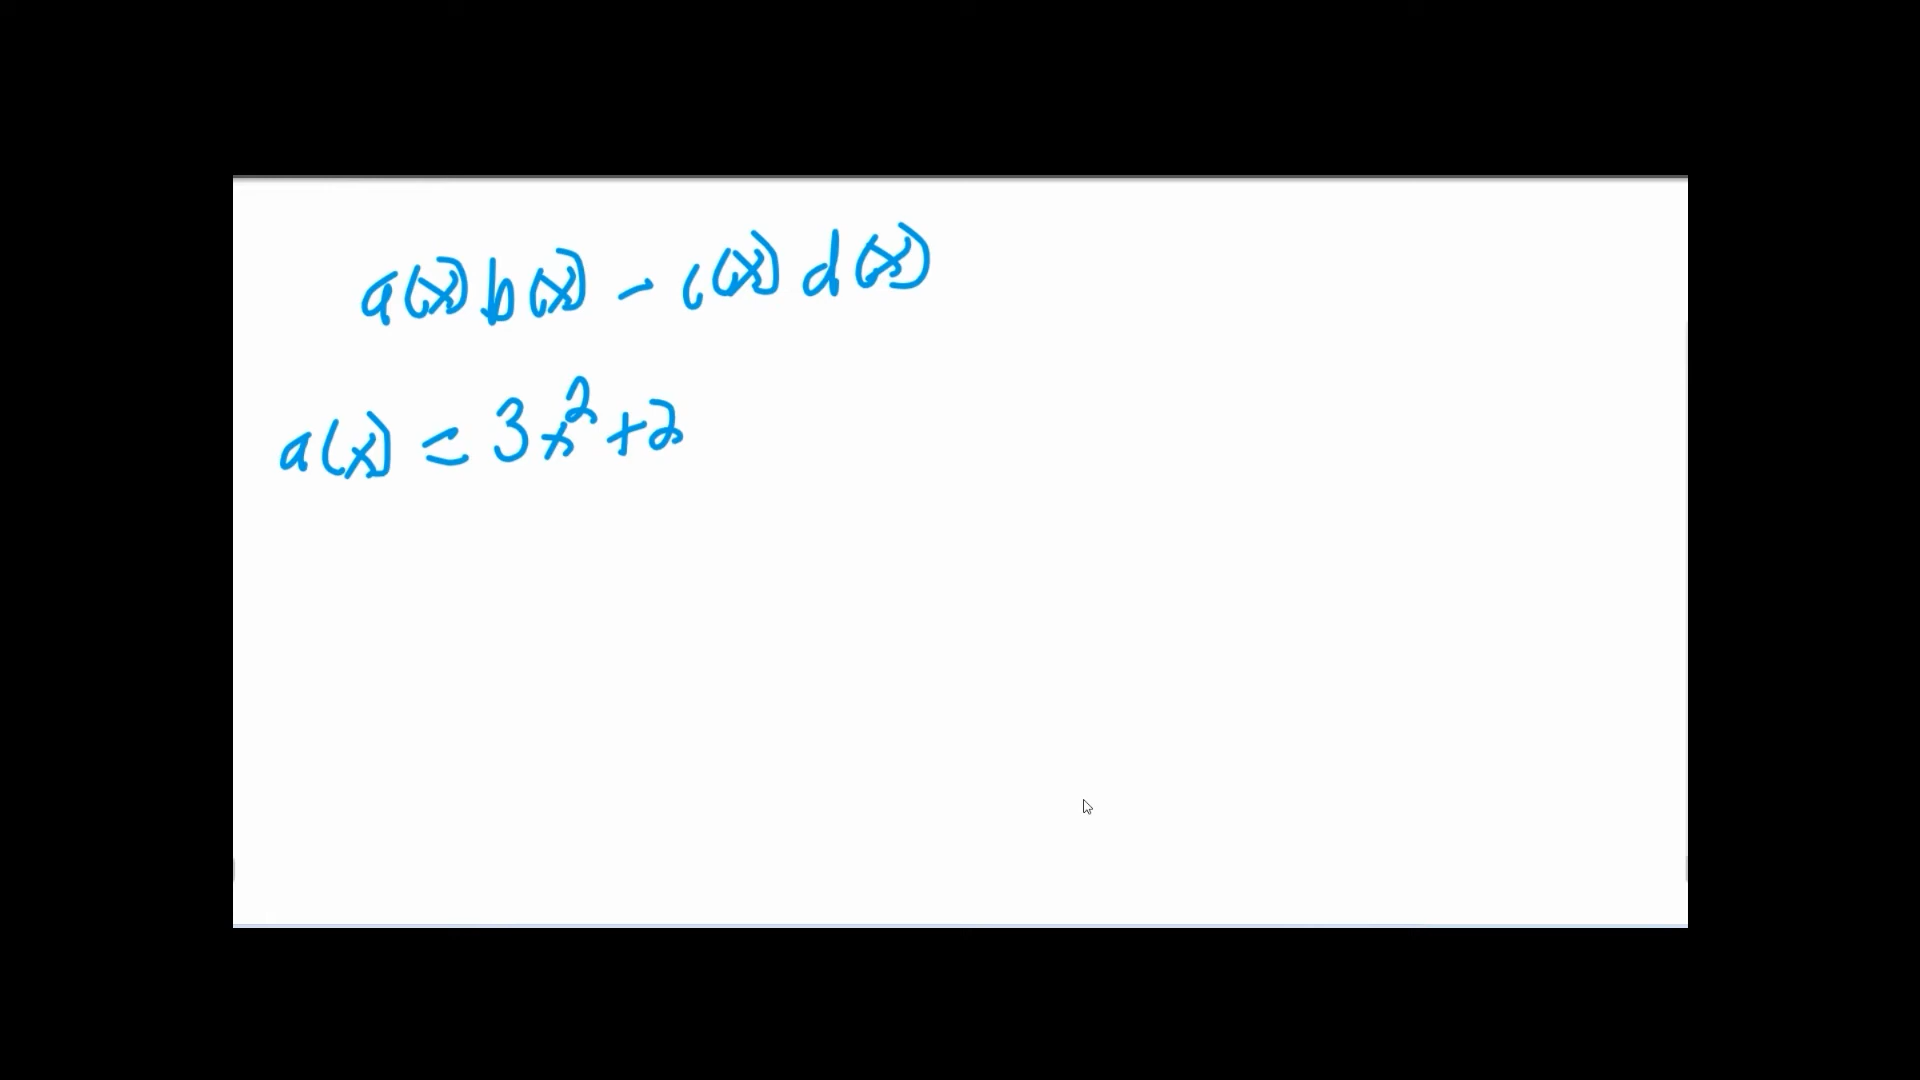 a(x) b(x) - c(x) d(x)
a(x) = 3x² + 2